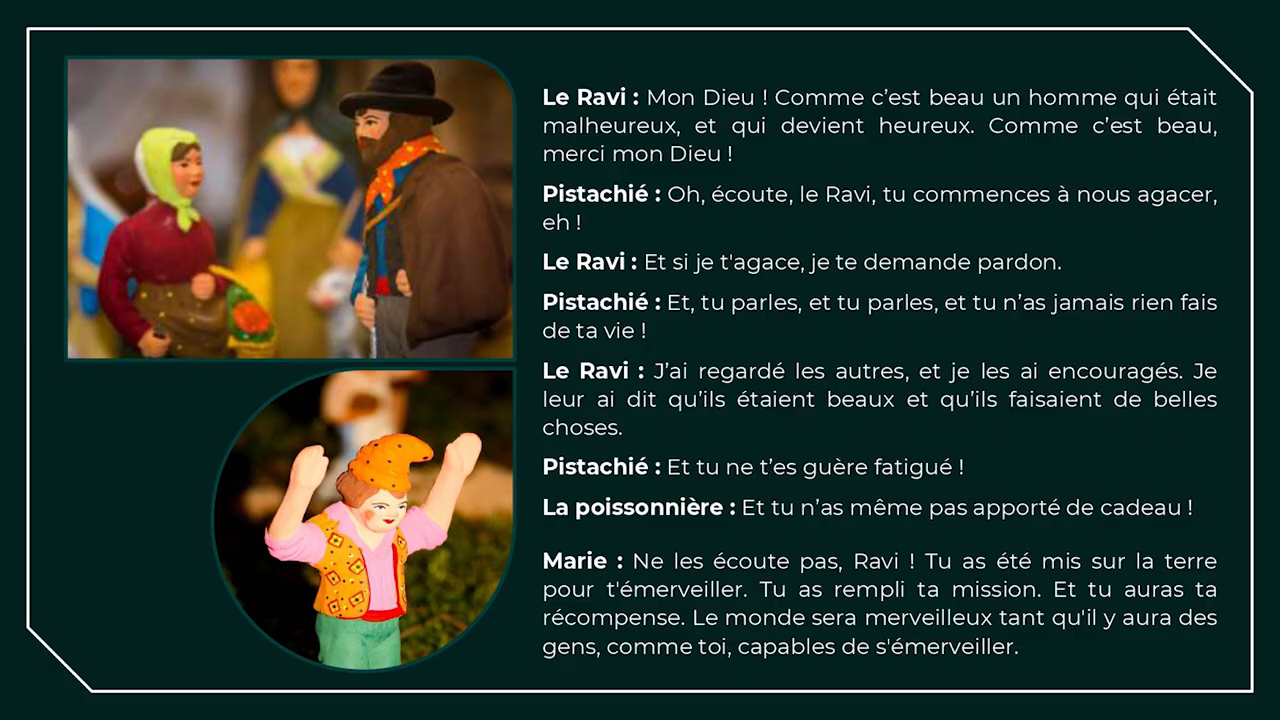 Le Ravi : Mon Dieu ! Comme c’est beau un homme qui était
malheureux, et qui devient heureux. Comme c’est beau,
merci mon Dieu !
Pistachié : Oh, écoute, le Ravi, tu commences à nous agacer,
eh !
Le Ravi : Et si je t'agace, je te demande pardon.
Pistachié : Et, tu parles, et tu parles, et tu n’as jamais rien fais
de ta vie !
Le Ravi : J’ai regardé les autres, et je les ai encouragés. Je
leur ai dit qu’ils étaient beaux et qu’ils faisaient de belles
choses.
Pistachié : Et tu ne t’es guère fatigué !
La poissonnière : Et tu n’as même pas apporté de cadeau !
Marie : Ne les écoute pas, Ravi ! Tu as été mis sur la terre
pour t'émerveiller. Tu as rempli ta mission. Et tu auras ta
récompense. Le monde sera merveilleux tant qu'il y aura des
gens, comme toi, capables de s'émerveiller.